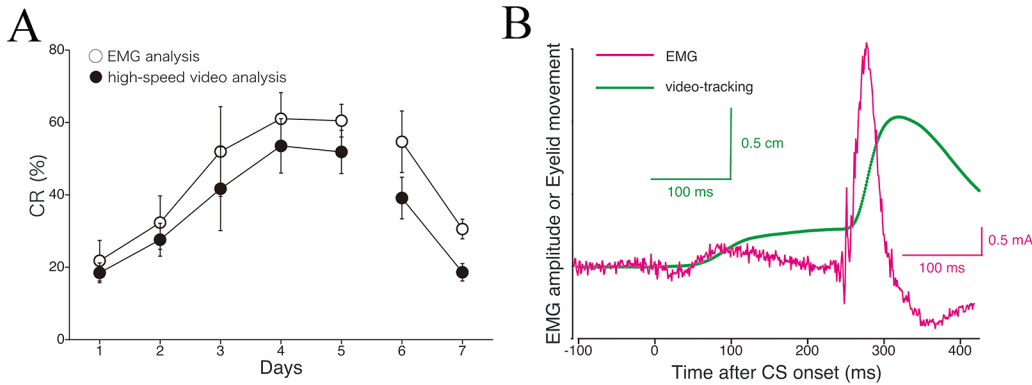 A
EMG analysis
high-speed video analysis
CR (%)
80
60
40
20
0
1 2 3 4 5 6 7
Days
B
EMG
video-tracking
EMG amplitude or Eyelid movement
0.5 cm
100 ms
0.5 mA
100 ms
-100 0 100 200 300 400
Time after CS onset (ms)